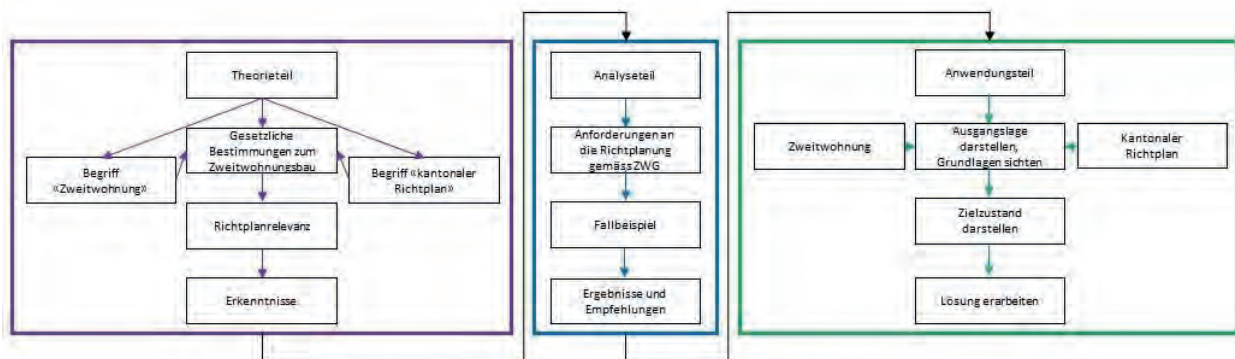 Theorieteil
Gesetzliche
Bestimmungen zum
Zweitwohnungsbau
Begriff
«Zweitwohnung»
Begriff «kantonaler
Richtplan»
Richtplanrelevanz
Erkenntnisse
Analyseteil
Anforderungen an
die Richtplanung
gemäss ZWG
Fallbeispiel
Ergebnisse und
Empfehlungen
Anwendungsteil
Zweitwohnung
Ausgangslage
darstellen,
Grundlagen sichten
Kantonaler
Richtplan
Zielzustand
darstellen
Lösung erarbeiten